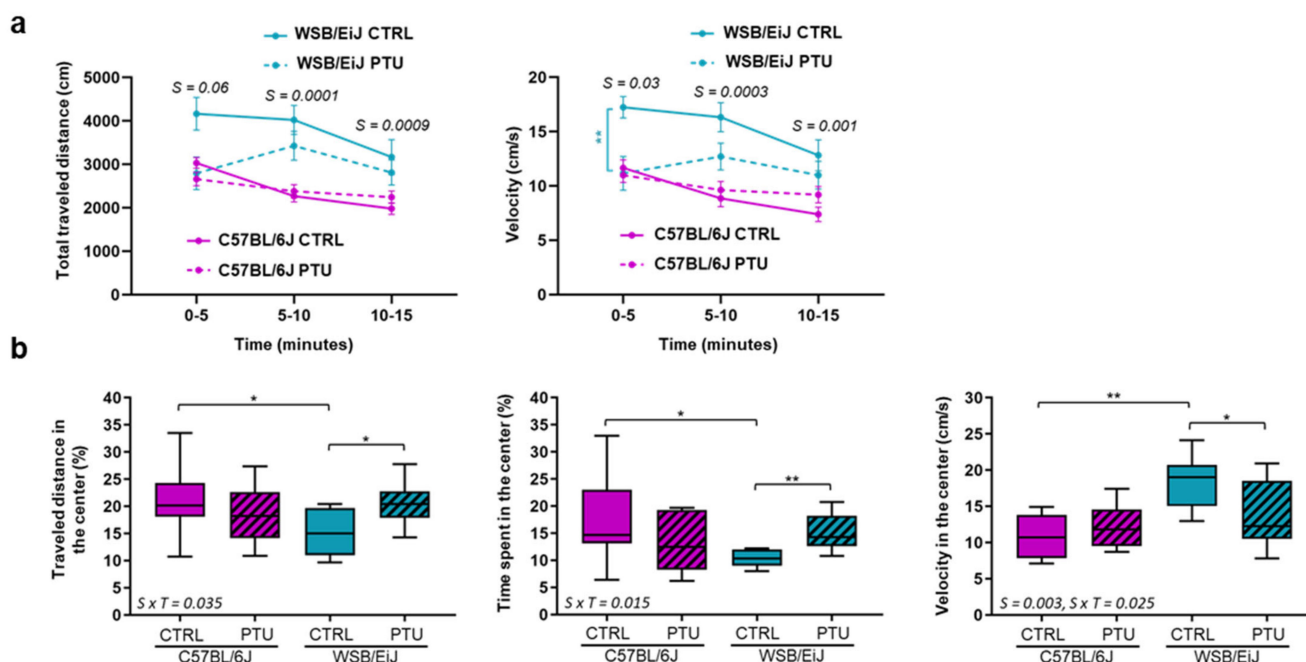 a
WSB/EiJ CTRL
WSB/EiJ PTU
5000
4000
3000
2000
1000
0
Total traveled distance (cm)
S = 0.06
S = 0.0001
S = 0.0009
C57BL/6J CTRL
C57BL/6J PTU
0-5
5-10
10-15
Time (minutes)
WSB/EiJ CTRL
WSB/EiJ PTU
20
15
10
5
0
Velocity (cm/s)
S = 0.03
S = 0.0003
S = 0.001
**
C57BL/6J CTRL
C57BL/6J PTU
0-5
5-10
10-15
Time (minutes)
b
40
35
30
25
20
15
10
5
0
Traveled distance in
the center (%)
*
*
S x T = 0.035
CTRL
PTU
CTRL
PTU
C57BL/6J
WSB/EiJ
40
35
30
25
20
15
10
5
0
Time spent in the center (%)
*
**
S x T = 0.015
CTRL
PTU
CTRL
PTU
C57BL/6J
WSB/EiJ
30
25
20
15
10
5
0
Velocity in the center (cm/s)
**
*
S = 0.003, S x T = 0.025
CTRL
PTU
CTRL
PTU
C57BL/6J
WSB/EiJ